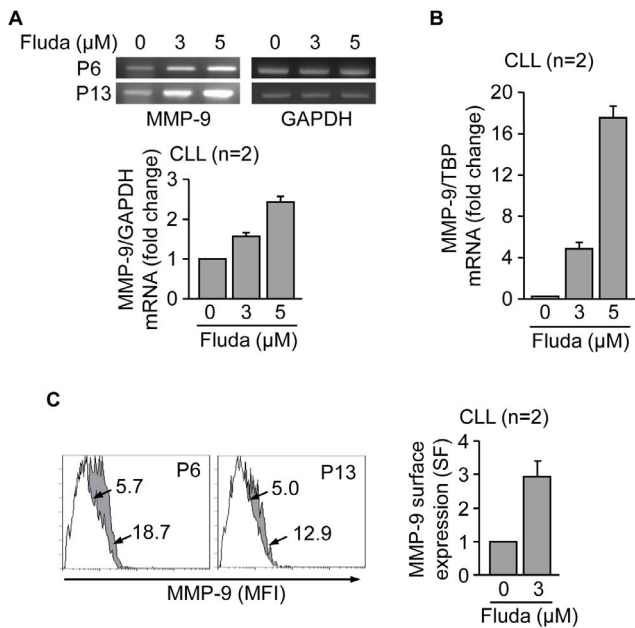 A
Fluda (µM) 0 3 5 0 3 5
P6
P13
MMP-9 GAPDH
CLL (n=2)
MMP-9/GAPDH
mRNA (fold change)
3
2
1
0
0 3 5
Fluda (µM)
B
CLL (n=2)
MMP-9/TBP
mRNA (fold change)
20
16
12
8
4
0
0 3 5
Fluda (µM)
C
P6
5.7
18.7
P13
5.0
12.9
MMP-9 (MFI)
CLL (n=2)
MMP-9 surface
expression (SF)
4
3
2
1
0
0 3
Fluda (µM)